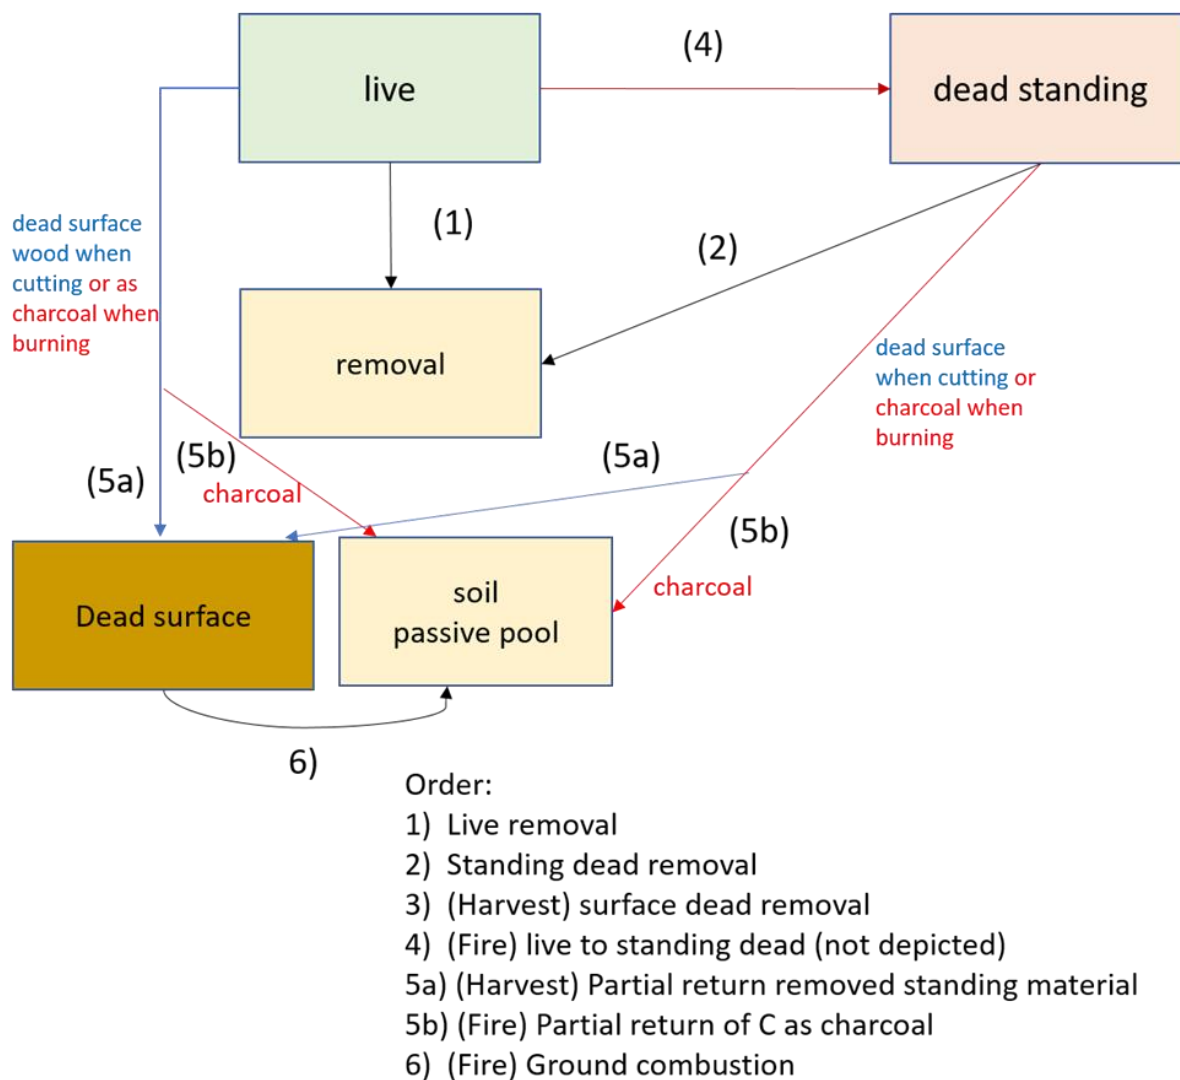 live
(4)
dead standing
dead surface
wood when
cutting or as
charcoal when
burning
(1)
(2)
removal
dead surface
when cutting or
charcoal when
burning
(5a)
(5b)
charcoal
(5a)
(5b)
charcoal
Dead surface
soil
passive pool
6)
Order:
1) Live removal
2) Standing dead removal
3) (Harvest) surface dead removal
4) (Fire) live to standing dead (not depicted)
5a) (Harvest) Partial return removed standing material
5b) (Fire) Partial return of C as charcoal
6) (Fire) Ground combustion